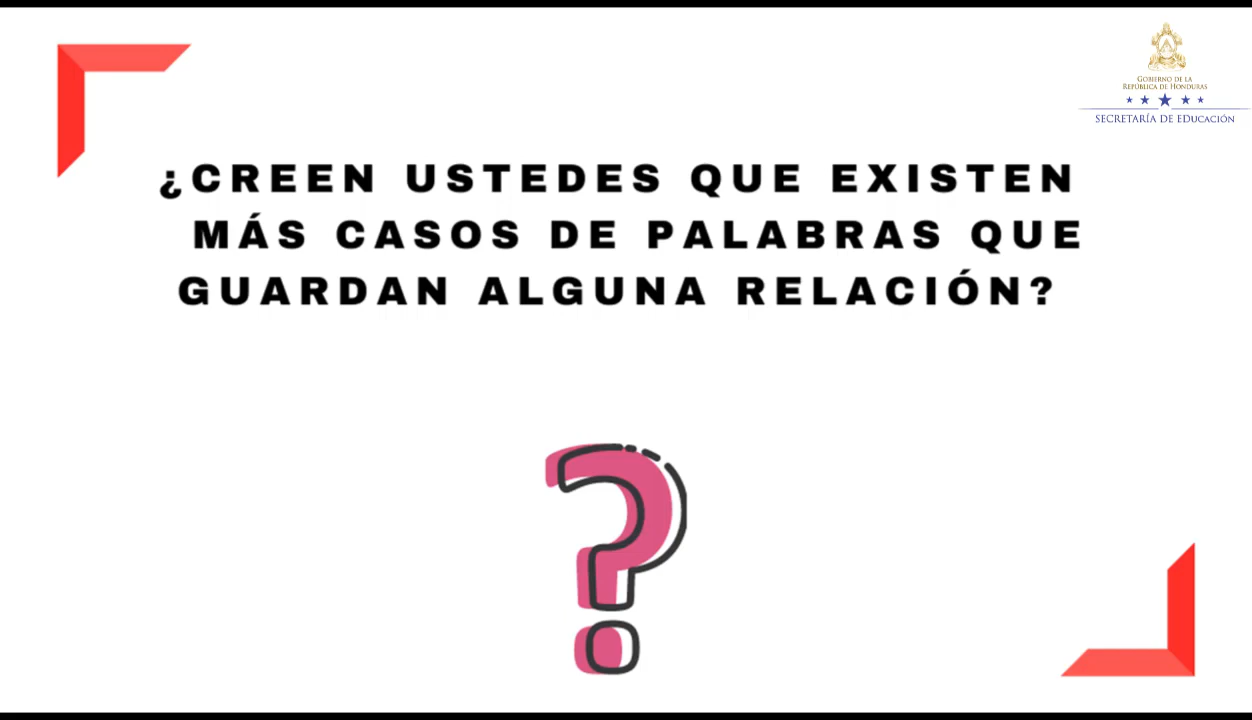 GOBIERNO DE LA
REPÚBLICA DE HONDURAS
SECRETARÍA DE EDUCACIÓN
¿CREEN USTEDES QUE EXISTEN
MÁS CASOS DE PALABRAS QUE
GUARDAN ALGUNA RELACIÓN?